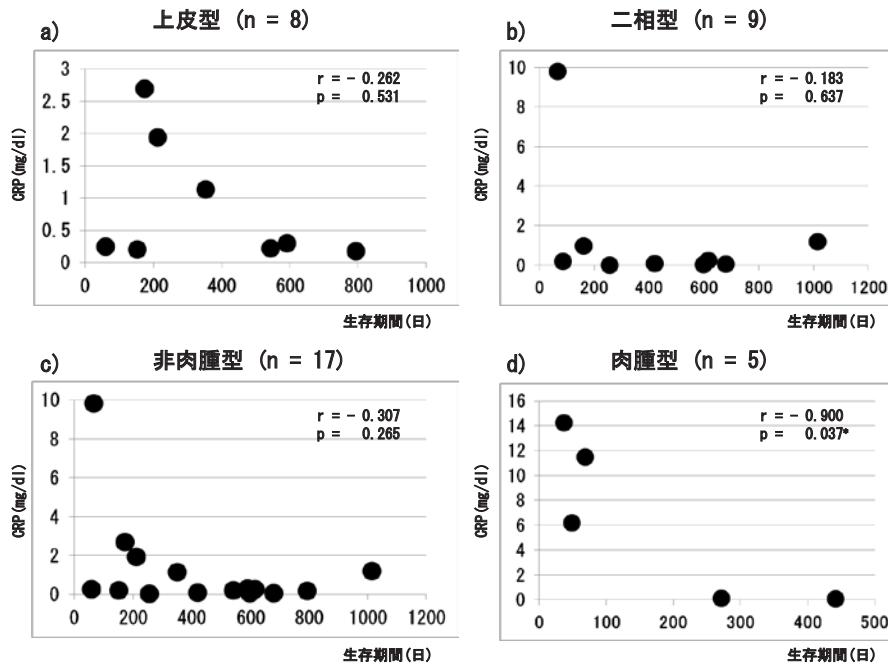 a)
上皮型 (n = 8)
r = − 0.262
p = 0.531
CRP(mg/dl)
3
2.5
2
1.5
1
0.5
0
0 200 400 600 800 1000
生存期間(日)
b)
二相型 (n = 9)
r = − 0.183
p = 0.637
CRP(mg/dl)
10
8
6
4
2
0
0 200 400 600 800 1000 1200
生存期間(日)
c)
非肉腫型 (n = 17)
r = − 0.307
p = 0.265
CRP(mg/dl)
10
8
6
4
2
0
0 200 400 600 800 1000 1200
生存期間(日)
d)
肉腫型 (n = 5)
r = − 0.900
p = 0.037*
CRP(mg/dl)
16
14
12
10
8
6
4
2
0
0 100 200 300 400 500
生存期間(日)